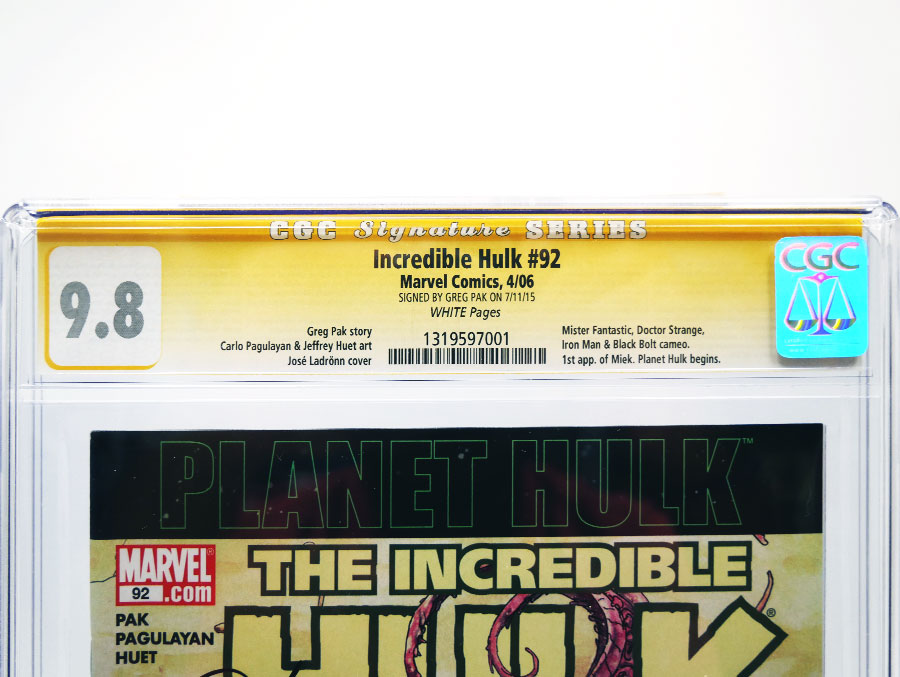 CGC Signature SERIES
9.8
Incredible Hulk #92
Marvel Comics, 4/06
SIGNED BY GREG PAK ON 7/11/15
WHITE Pages
Greg Pak story
Carlo Pagulayan & Jeffrey Huet art
José Ladrönn cover
1319597001
Mister Fantastic, Doctor Strange,
Iron Man & Black Bolt cameo.
1st app. of Miek. Planet Hulk begins.
CGC
PLANET HULK™
MARVEL®
92 .com
PAK
PAGULAYAN
HUET
THE INCREDIBLE
HULK®